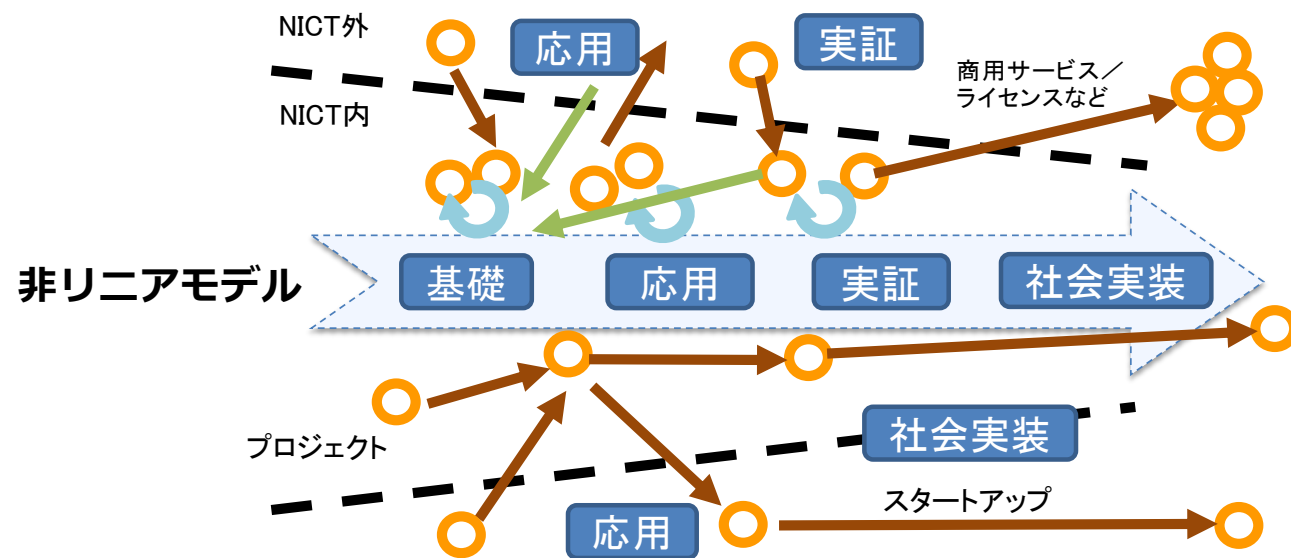 NICT外
応用
実証
商用サービス／
ライセンスなど
NICT内
非リニアモデル
基礎
応用
実証
社会実装
プロジェクト
社会実装
スタートアップ
応用